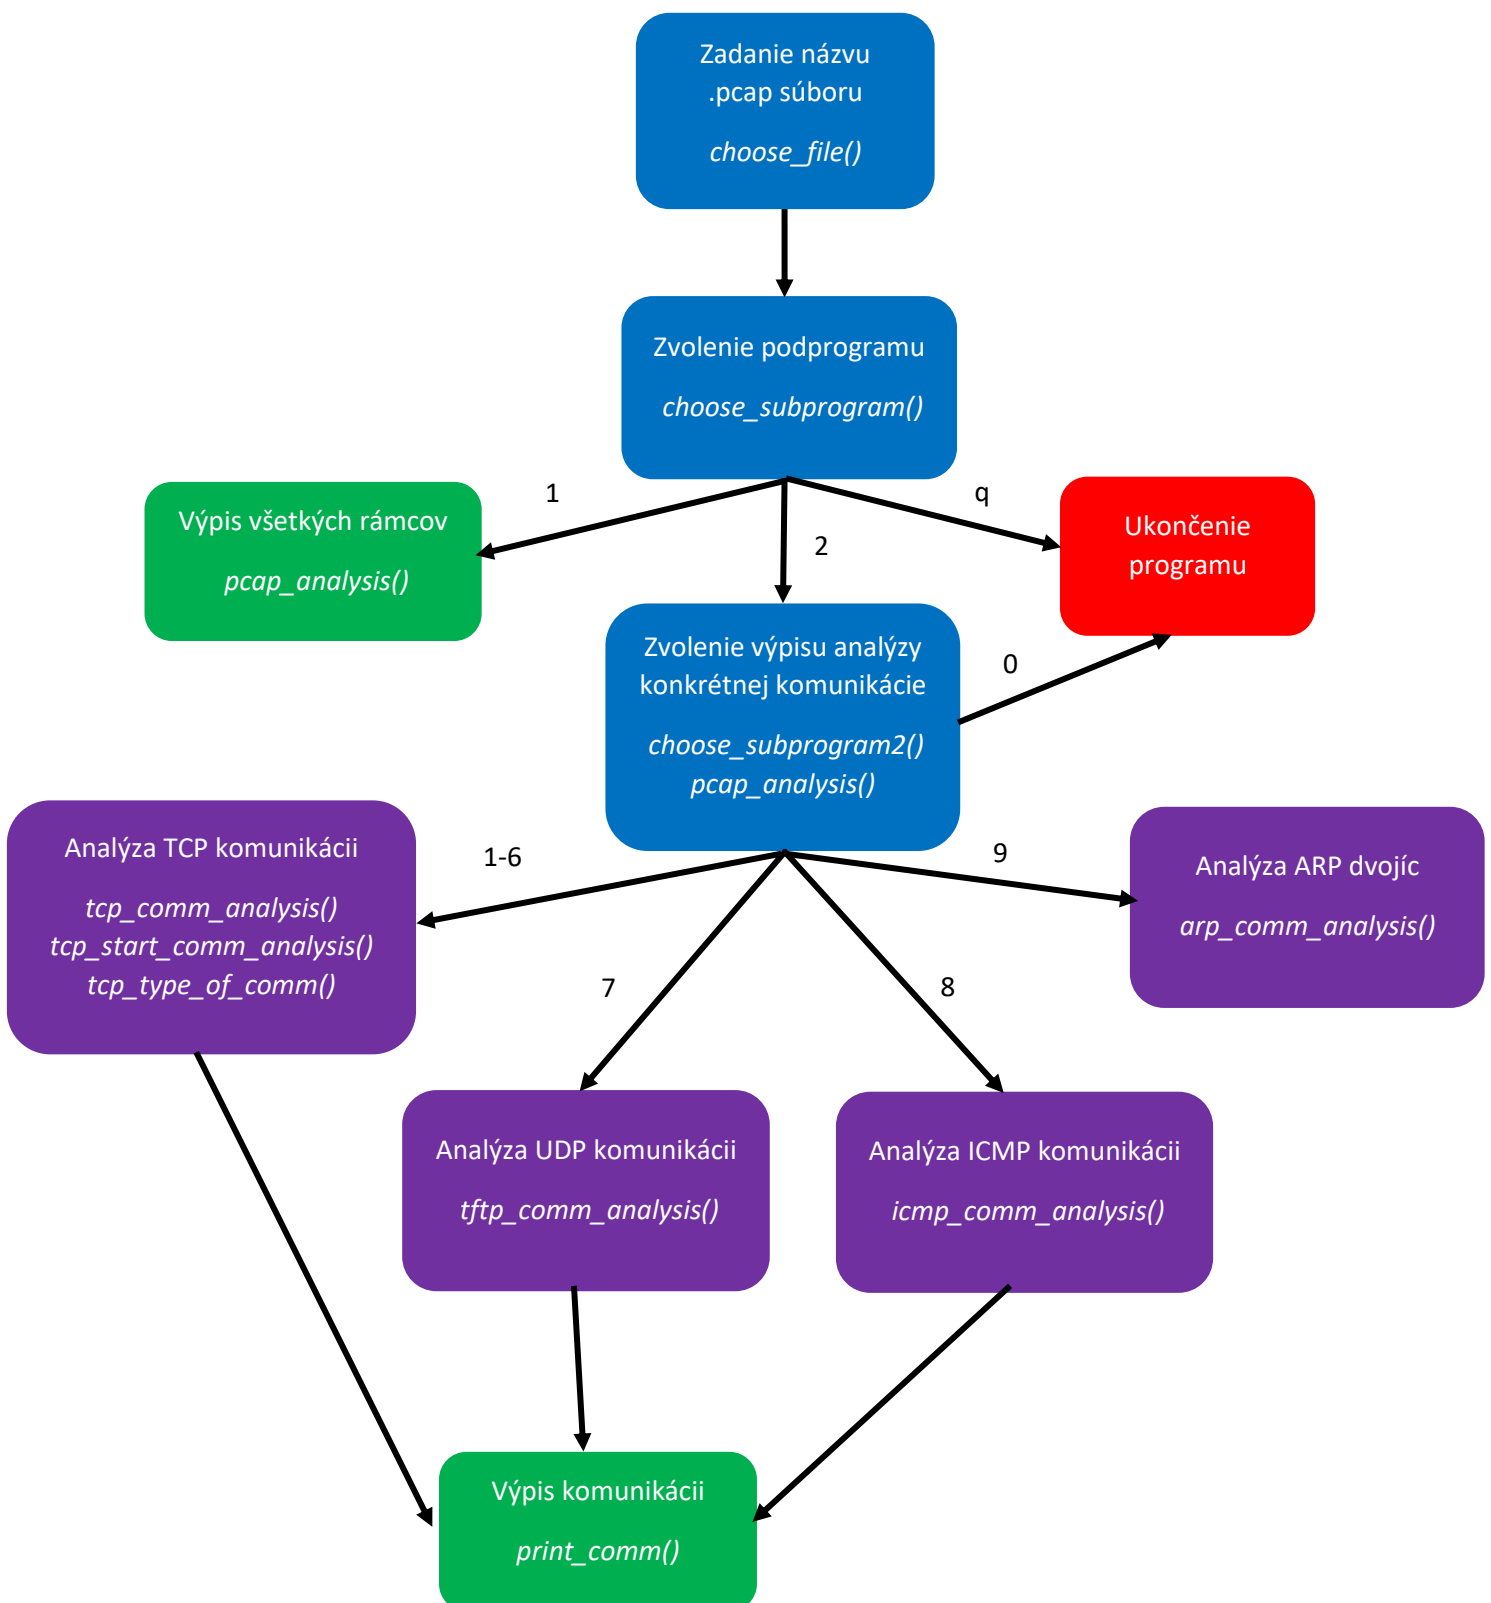 Zadanie názvu
.pcap súboru
choose_file()
Zvolenie podprogramu
choose_subprogram()
1
q
2
Výpis všetkých rámcov
pcap_analysis()
Ukončenie
programu
Zvolenie výpisu analýzy
konkrétnej komunikácie
choose_subprogram2()
pcap_analysis()
0
1-6
9
7
8
Analýza TCP komunikácii
tcp_comm_analysis()
tcp_start_comm_analysis()
tcp_type_of_comm()
Analýza ARP dvojíc
arp_comm_analysis()
Analýza UDP komunikácii
tftp_comm_analysis()
Analýza ICMP komunikácii
icmp_comm_analysis()
Výpis komunikácii
print_comm()